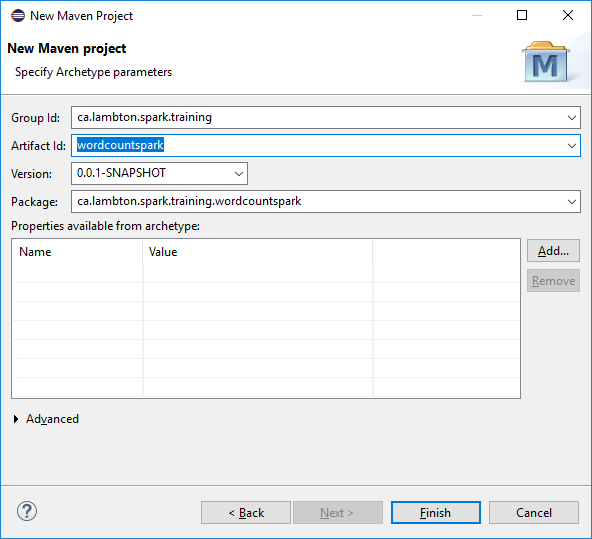 New Maven Project
New Maven project
Specify Archetype parameters
M
Group Id: ca.lambton.spark.training
Artifact Id: wordcountspark
Version: 0.0.1-SNAPSHOT
Package: ca.lambton.spark.training.wordcountspark
Properties available from archetype:
Name Value
Add...
Remove
Advanced
? < Back Next > Finish Cancel